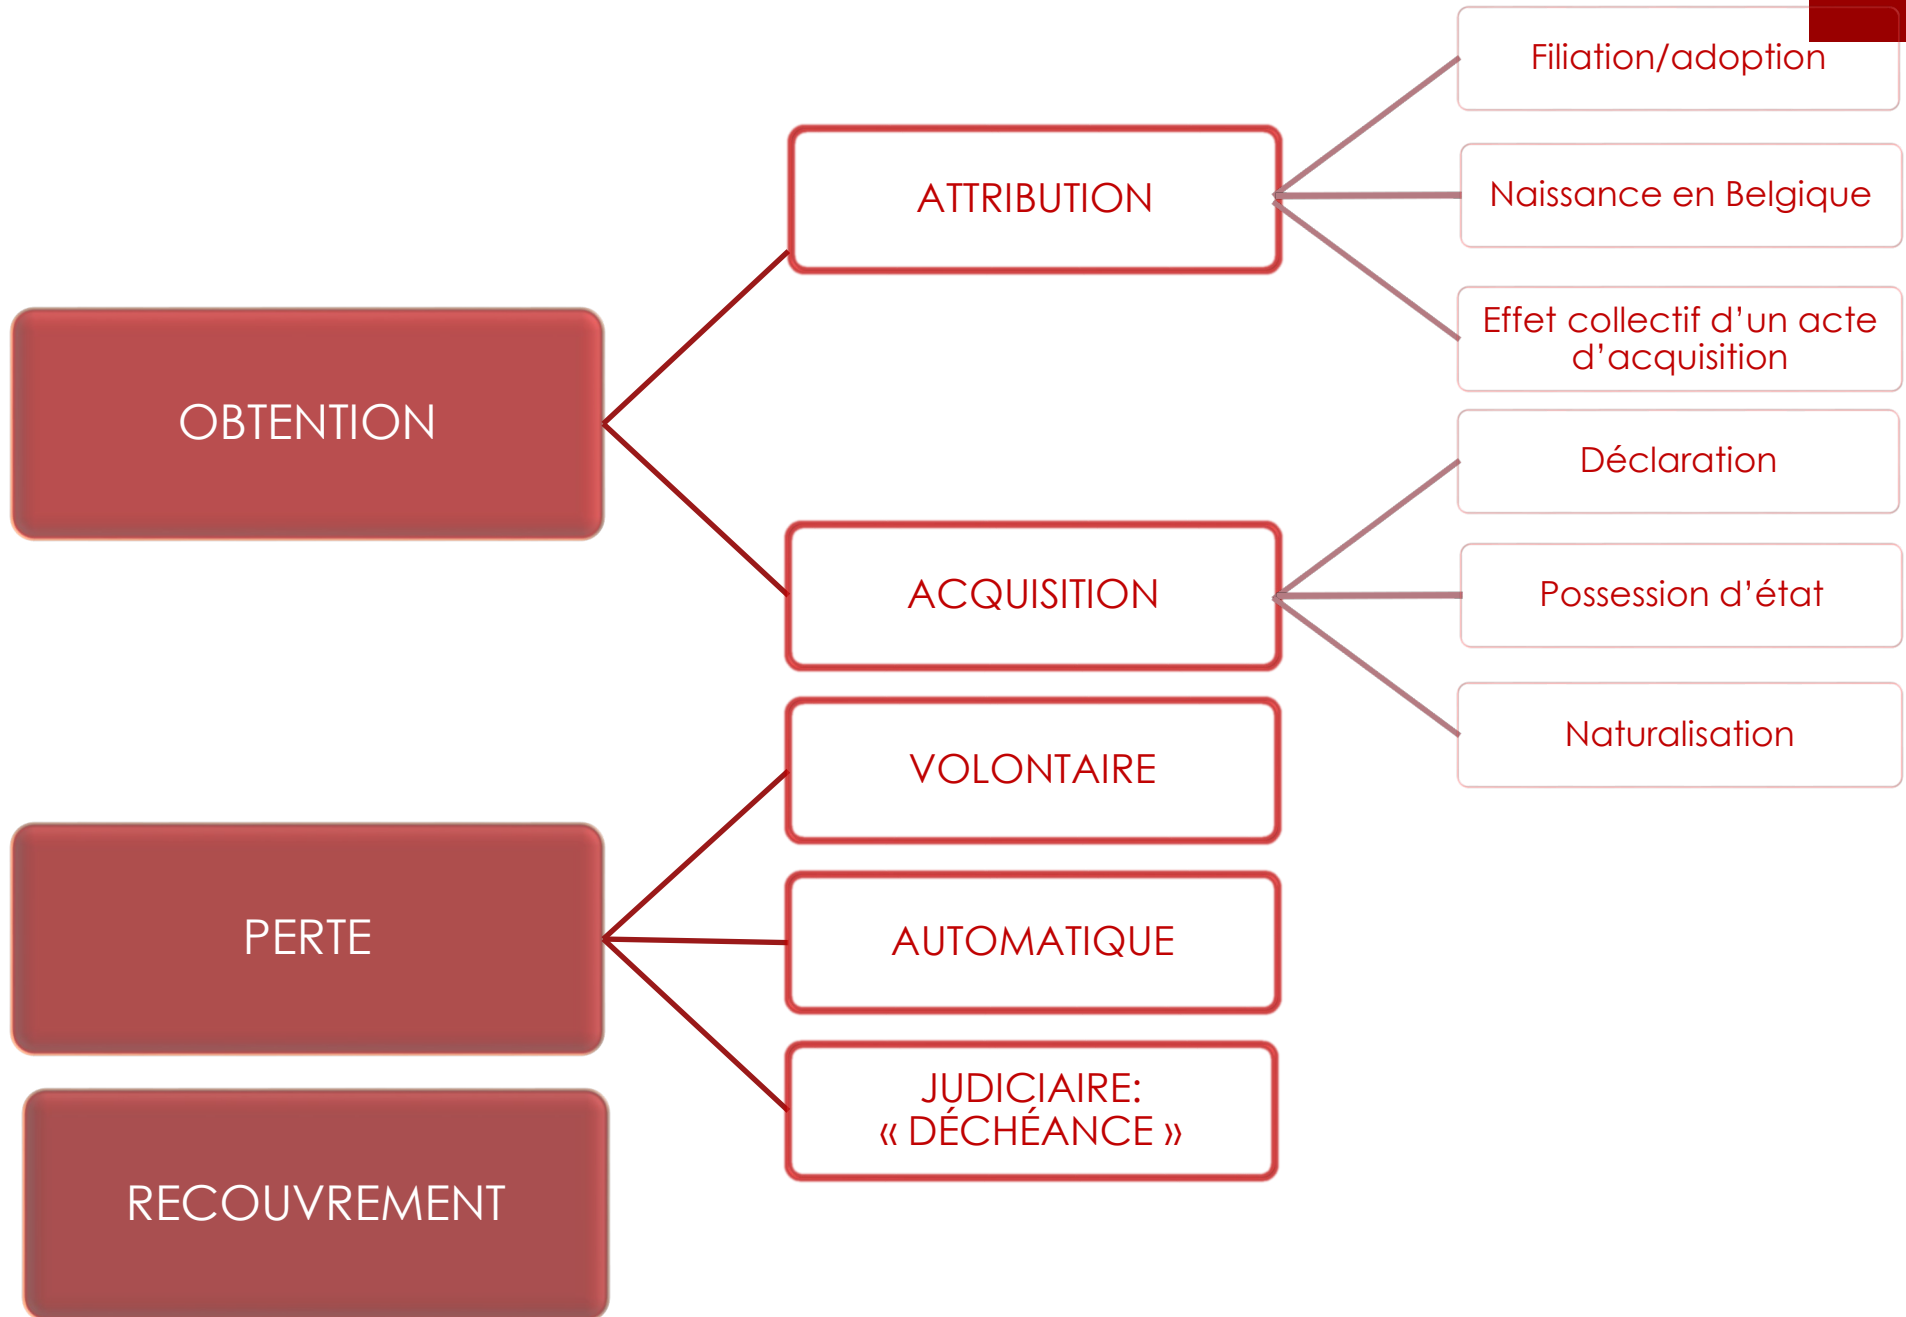 OBTENTION
ATTRIBUTION
Filiation/adoption
Naissance en Belgique
Effet collectif d’un acte
d’acquisition
ACQUISITION
Déclaration
Possession d’état
Naturalisation
PERTE
VOLONTAIRE
AUTOMATIQUE
JUDICIAIRE:
« DÉCHÉANCE »
RECOUVREMENT